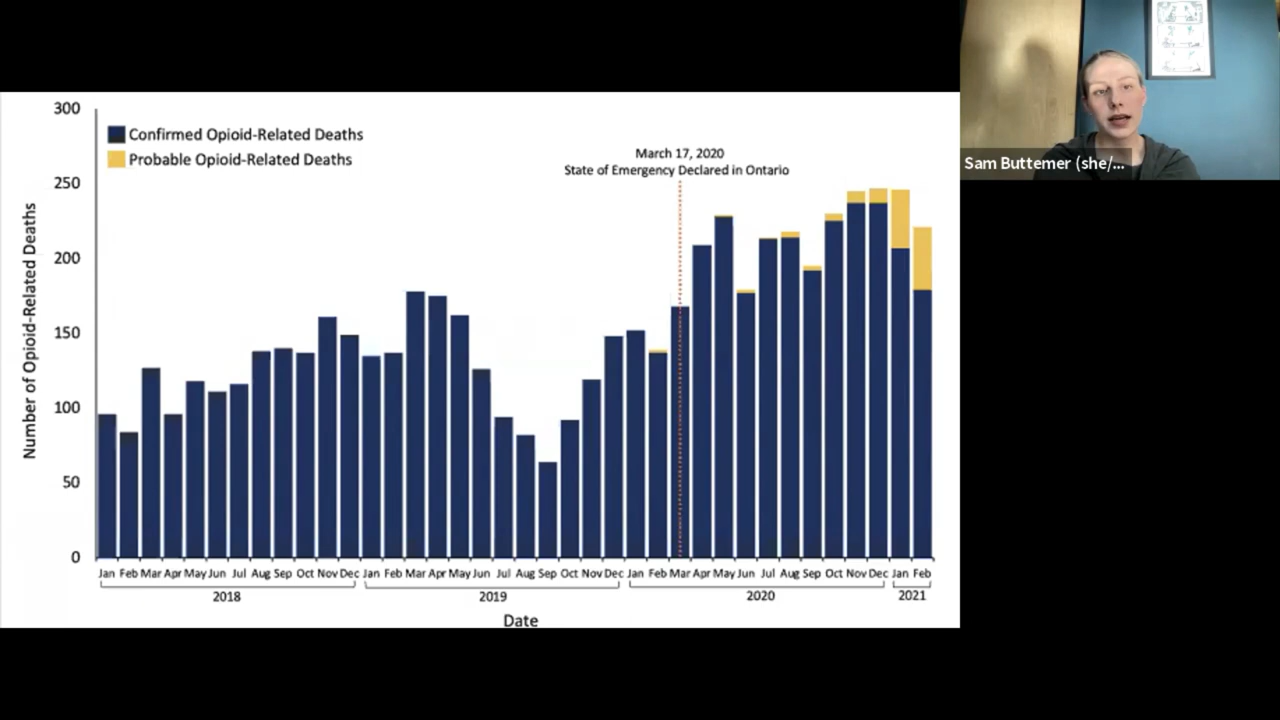 300
250
200
150
100
50
0
Number of Opioid-Related Deaths
Confirmed Opioid-Related Deaths
Probable Opioid-Related Deaths
March 17, 2020
State of Emergency Declared in Ontario
Jan Feb Mar Apr May Jun Jul Aug Sep Oct Nov Dec Jan Feb Mar Apr May Jun Jul Aug Sep Oct Nov Dec Jan Feb Mar Apr May Jun Jul Aug Sep Oct Nov Dec Jan Feb
2018 2019 2020 2021
Date
Sam Buttemer (she/...